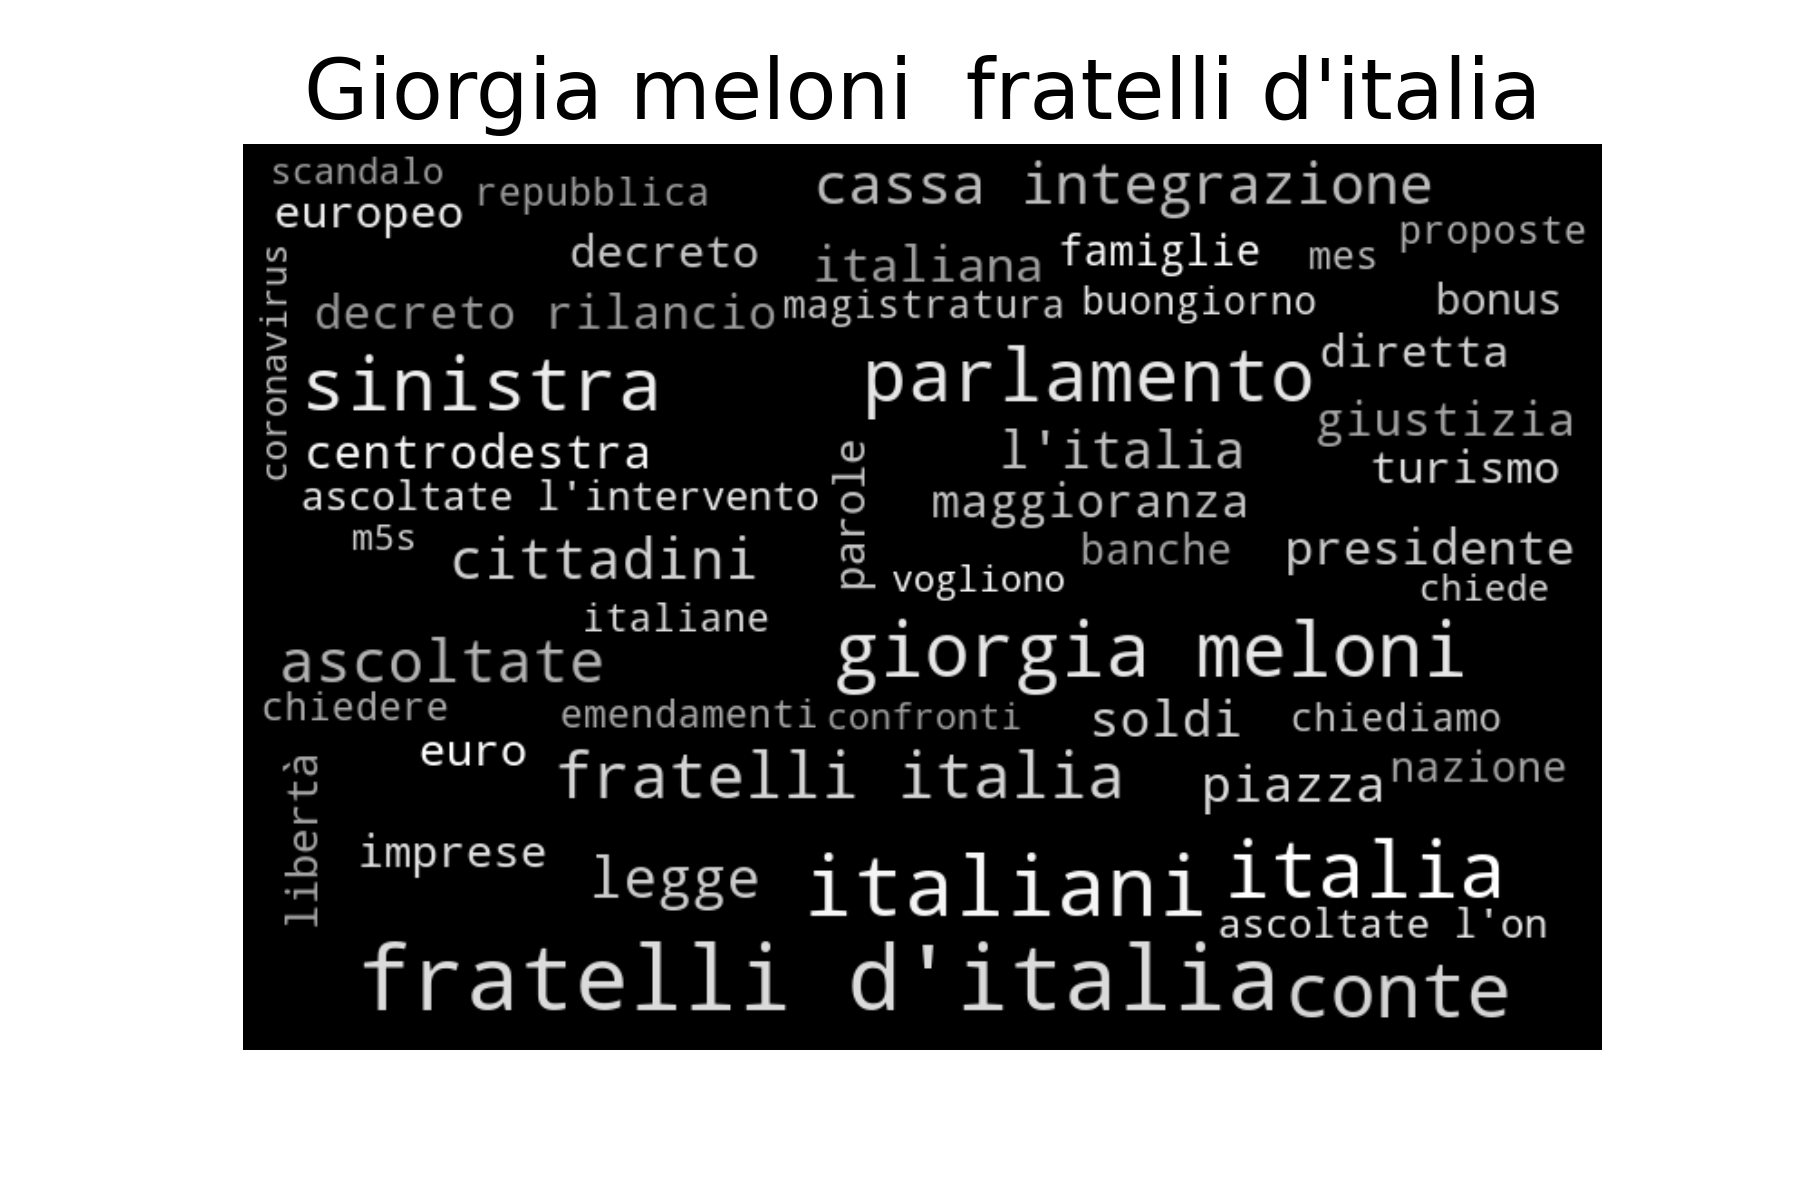 Giorgia meloni  fratelli d'italia
scandalo
repubblica
cassa integrazione
europeo
proposte
decreto
italiana
famiglie
mes
coronavirus
decreto rilancio
magistratura
buongiorno
bonus
sinistra
parlamento
diretta
giustizia
centrodestra
parole
l'italia
turismo
ascoltate l'intervento
maggioranza
m5s
cittadini
banche
presidente
vogliono
chiede
italiane
ascoltate
giorgia meloni
chiedere
emendamenti
confronti
soldi
chiediamo
euro
fratelli italia
piazza
nazione
libertà
imprese
legge
italiani
italia
ascoltate l'on
fratelli d'italia
conte